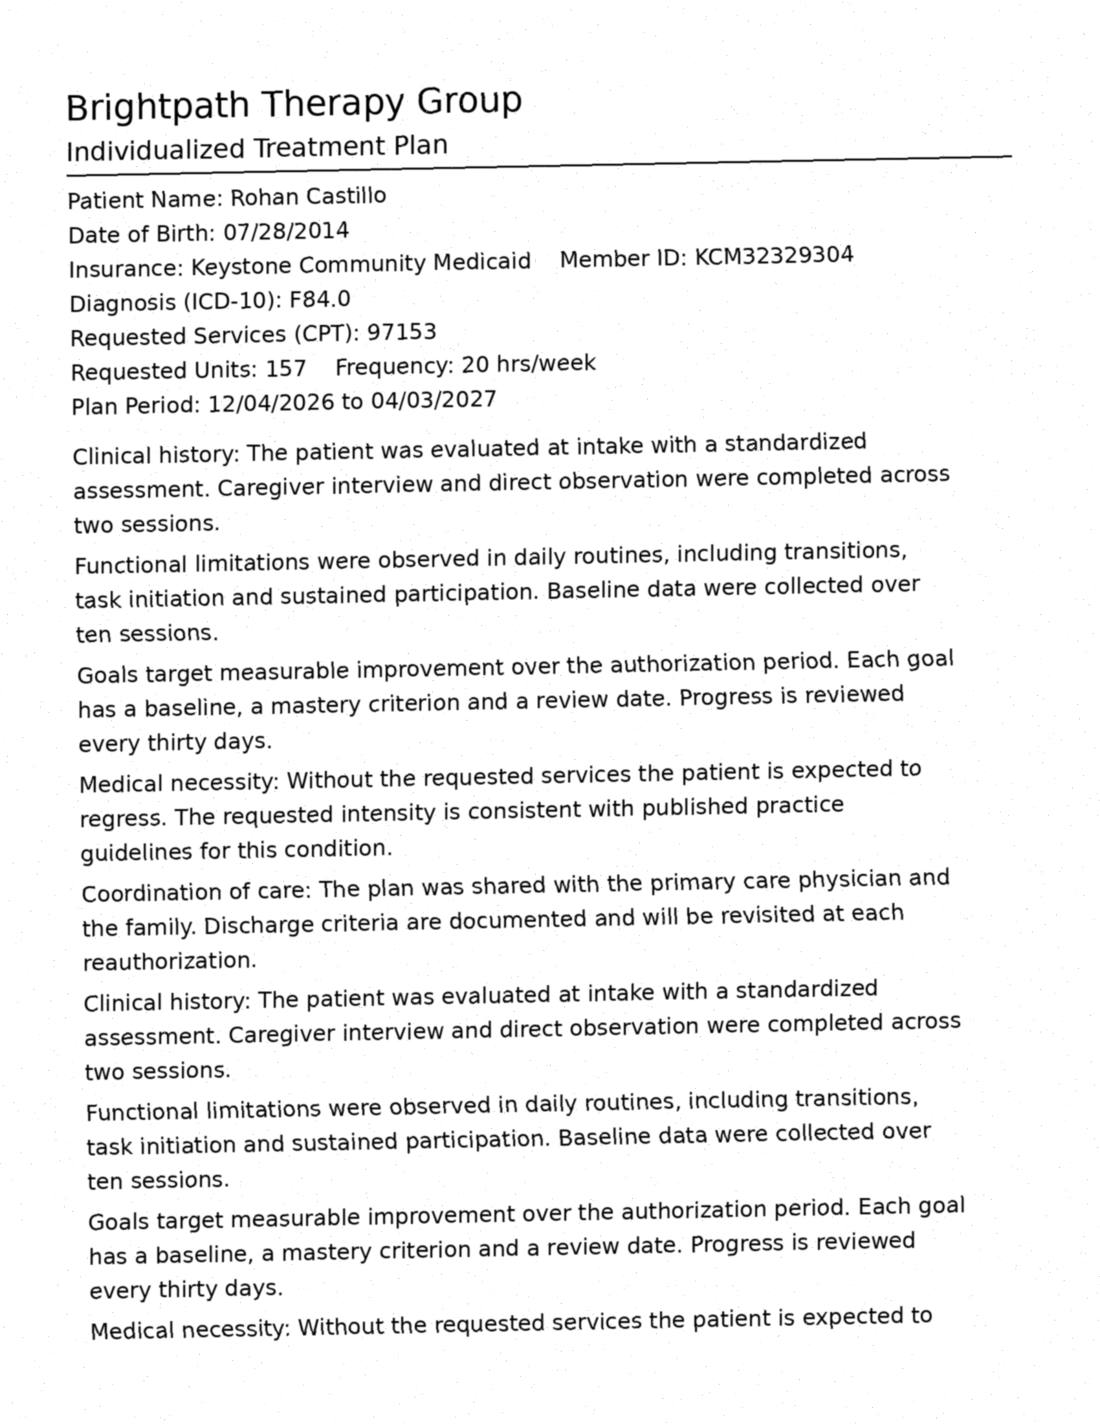 Brightpath Therapy Group
Individualized Treatment Plan
Patient Name: Rohan Castillo
Date of Birth: 07/28/2014
Insurance: Keystone Community Medicaid Member ID: KCM32329304
Diagnosis (ICD-10): F84.0
Requested Services (CPT): 97153
Requested Units: 157 Frequency: 20 hrs/week
Plan Period: 12/04/2026 to 04/03/2027
Clinical history: The patient was evaluated at intake with a standardized
assessment. Caregiver interview and direct observation were completed across
two sessions.
Functional limitations were observed in daily routines, including transitions,
task initiation and sustained participation. Baseline data were collected over
ten sessions.
Goals target measurable improvement over the authorization period. Each goal
has a baseline, a mastery criterion and a review date. Progress is reviewed
every thirty days.
Medical necessity: Without the requested services the patient is expected to
regress. The requested intensity is consistent with published practice
guidelines for this condition.
Coordination of care: The plan was shared with the primary care physician and
the family. Discharge criteria are documented and will be revisited at each
reauthorization.
Clinical history: The patient was evaluated at intake with a standardized
assessment. Caregiver interview and direct observation were completed across
two sessions.
Functional limitations were observed in daily routines, including transitions,
task initiation and sustained participation. Baseline data were collected over
ten sessions.
Goals target measurable improvement over the authorization period. Each goal
has a baseline, a mastery criterion and a review date. Progress is reviewed
every thirty days.
Medical necessity: Without the requested services the patient is expected to